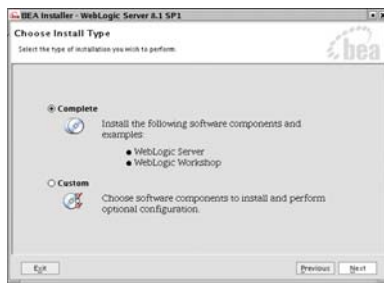 BEA Installer - WebLogic Server 8.1 SP1
Choose Install Type
Select the type of installation you wish to perform.
bea
Complete
Install the following software components and
examples:
● WebLogic Server
● WebLogic Workshop
Custom
Choose software components to install and perform
optional configuration.
Exit
Previous
Next